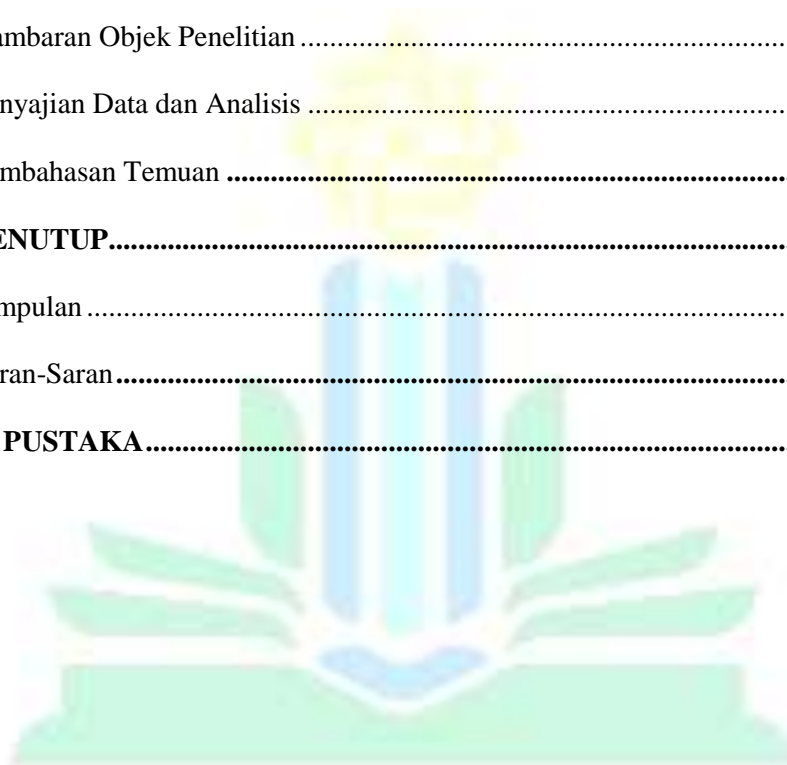 ambaran Objek Penelitian ........................................................................
nyajian Data dan Analisis ........................................................................
mbahasan Temuan ........................................................................
ENUTUP........................................................................
mpulan ........................................................................
ran-Saran........................................................................
PUSTAKA........................................................................